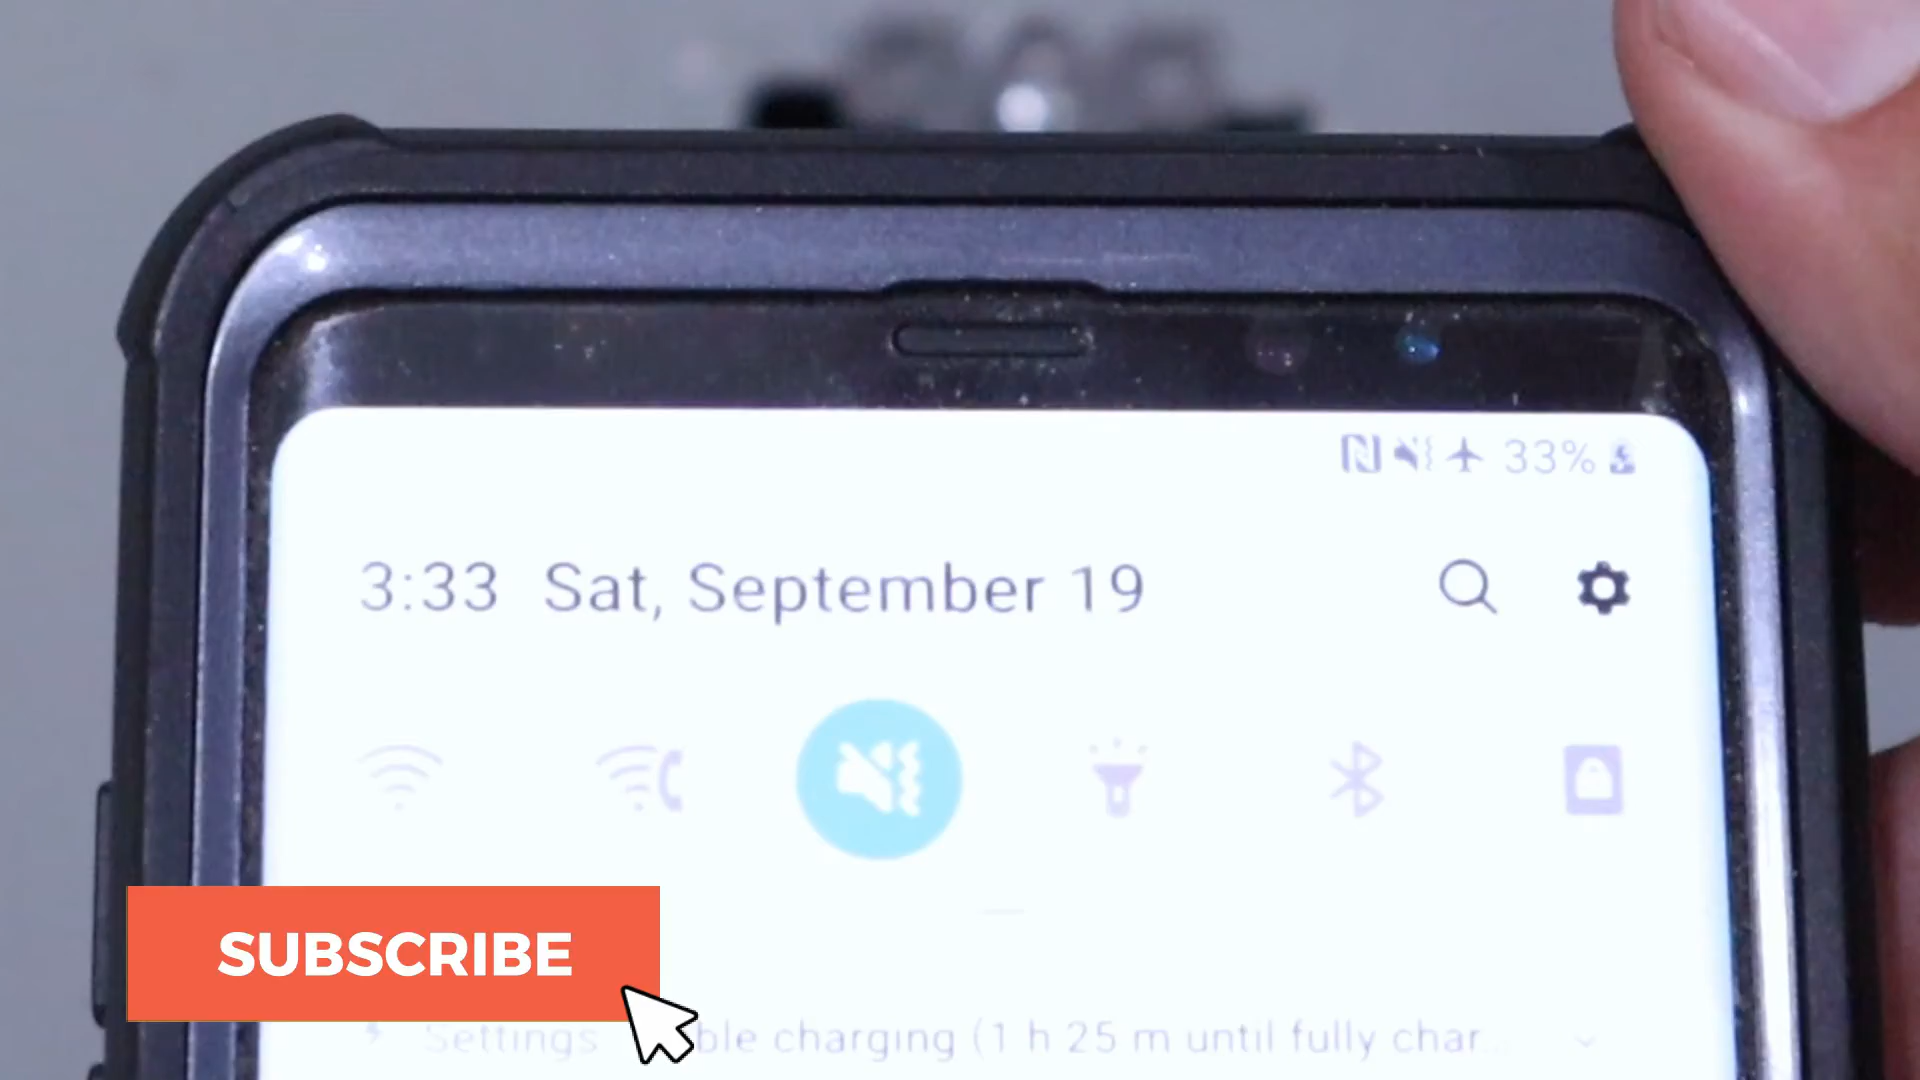 33%
3:33 Sat, September 19
SUBSCRIBE
Settings ble charging (1 h 25 m until fully char...